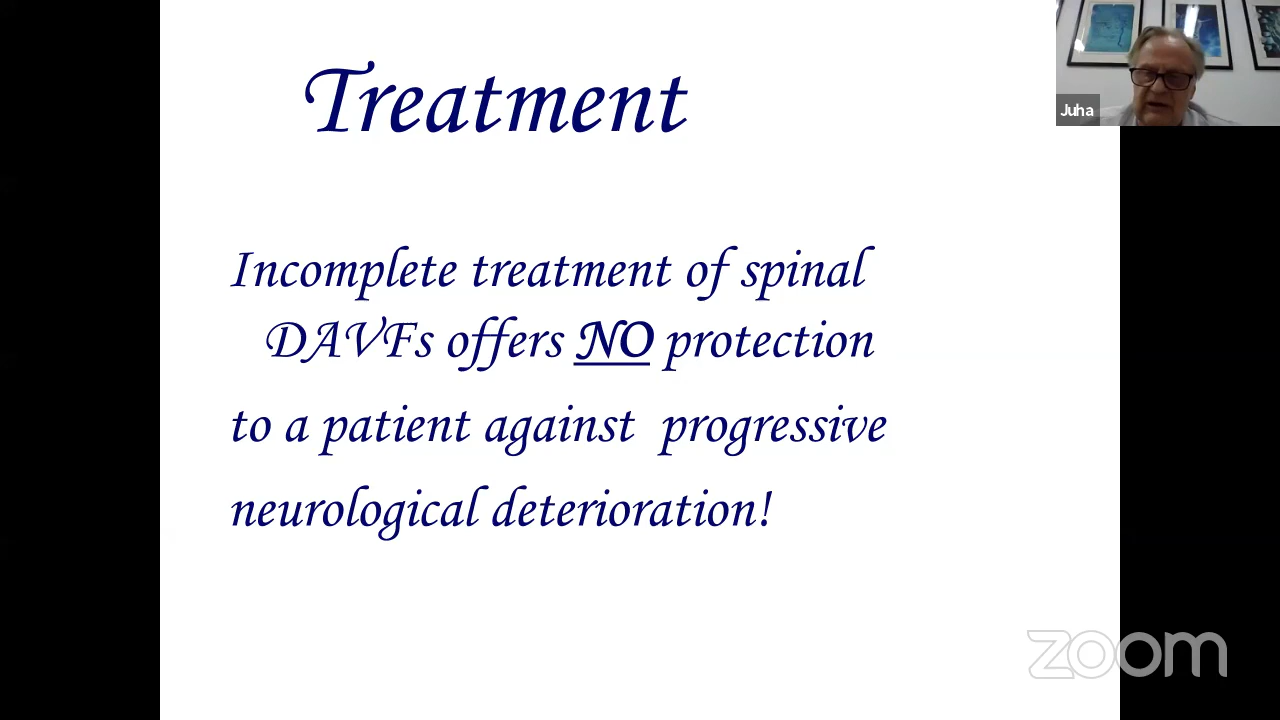 Treatment
Juha
Incomplete treatment of spinal
DAVFs offers NO protection
to a patient against progressive
neurological deterioration!
zoom